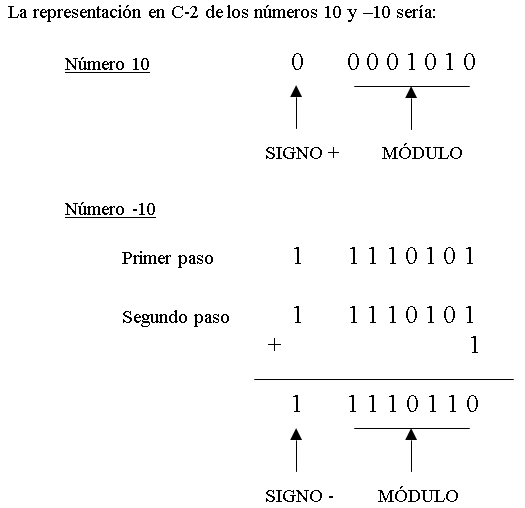 La representación en C-2 de los números 10 y –10 sería:
Número 10 0 0 0 0 1 0 1 0
SIGNO + MÓDULO
Número -10
Primer paso 1 1 1 1 0 1 0 1
Segundo paso 1 1 1 1 0 1 0 1
+ 1
1 1 1 1 0 1 1 0
SIGNO - MÓDULO